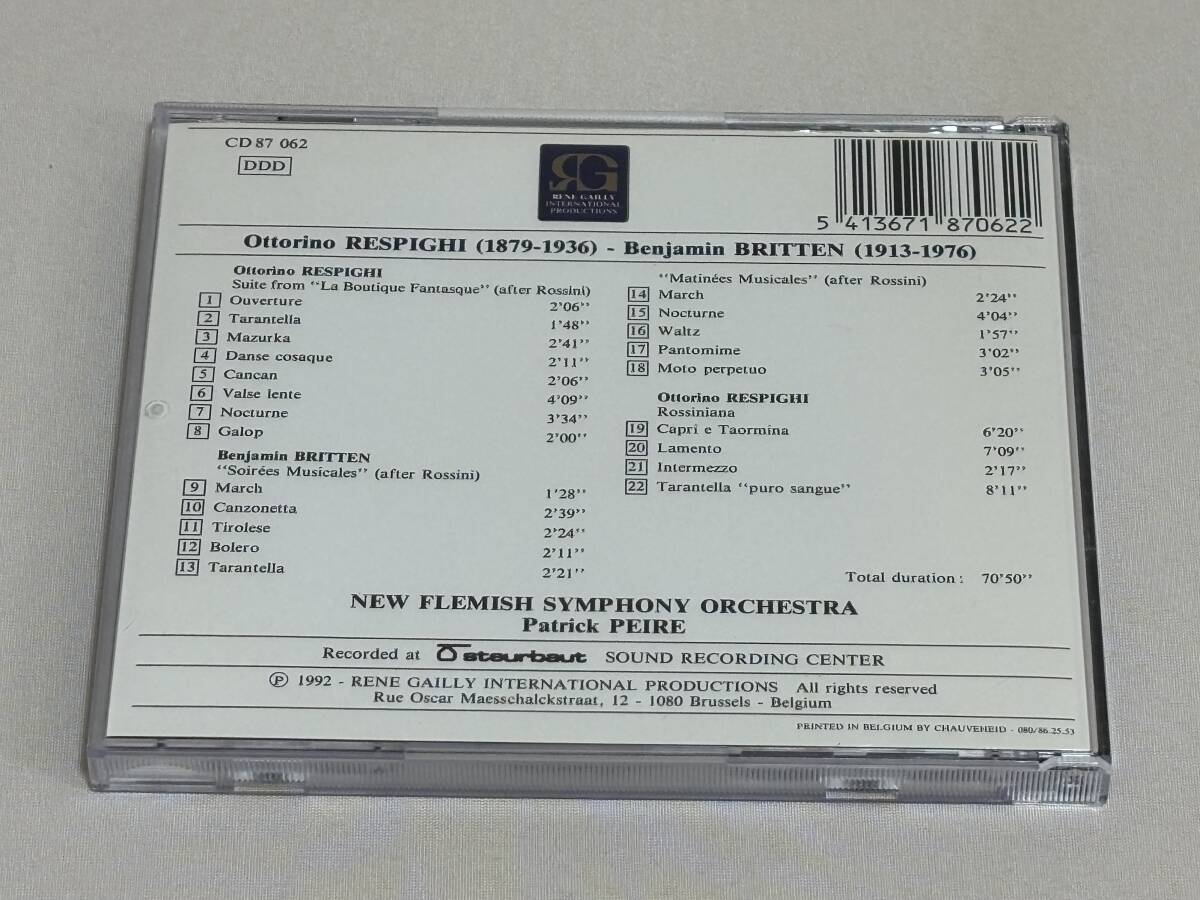 CD 87 062
DDD
RG
RENE GAILLY
INTERNATIONAL
PRODUCTIONS
5 413671 870622
Ottorino RESPIGHI (1879-1936) - Benjamin BRITTEN (1913-1976)
Ottorino RESPIGHI
Suite from "La Boutique Fantasque" (after Rossini)
1 Ouverture 2'06''
2 Tarantella 1'48''
3 Mazurka 2'41''
4 Danse cosaque 2'11''
5 Cancan 2'06''
6 Valse lente 4'09''
7 Nocturne 3'34''
8 Galop 2'00''
Benjamin BRITTEN
"Soirées Musicales" (after Rossini)
9 March 1'28''
10 Canzonetta 2'39''
11 Tirolese 2'24''
12 Bolero 2'11''
13 Tarantella 2'21''
"Matinées Musicales" (after Rossini)
14 March 2'24''
15 Nocturne 4'04''
16 Waltz 1'57''
17 Pantomime 3'02''
18 Moto perpetuo 3'05''
Ottorino RESPIGHI
Rossiniana
19 Capri e Taormina 6'20''
20 Lamento 7'09''
21 Intermezzo 2'17''
22 Tarantella "puro sangue" 8'11''
Total duration : 70'50''
NEW FLEMISH SYMPHONY ORCHESTRA
Patrick PEIRE
Recorded at steurbaut SOUND RECORDING CENTER
Ⓟ 1992 - RENE GAILLY INTERNATIONAL PRODUCTIONS All rights reserved
Rue Oscar Maesschalckstraat, 12 - 1080 Brussels - Belgium
PRINTED IN BELGIUM BY CHAUVEHEID - 080/86.25.53